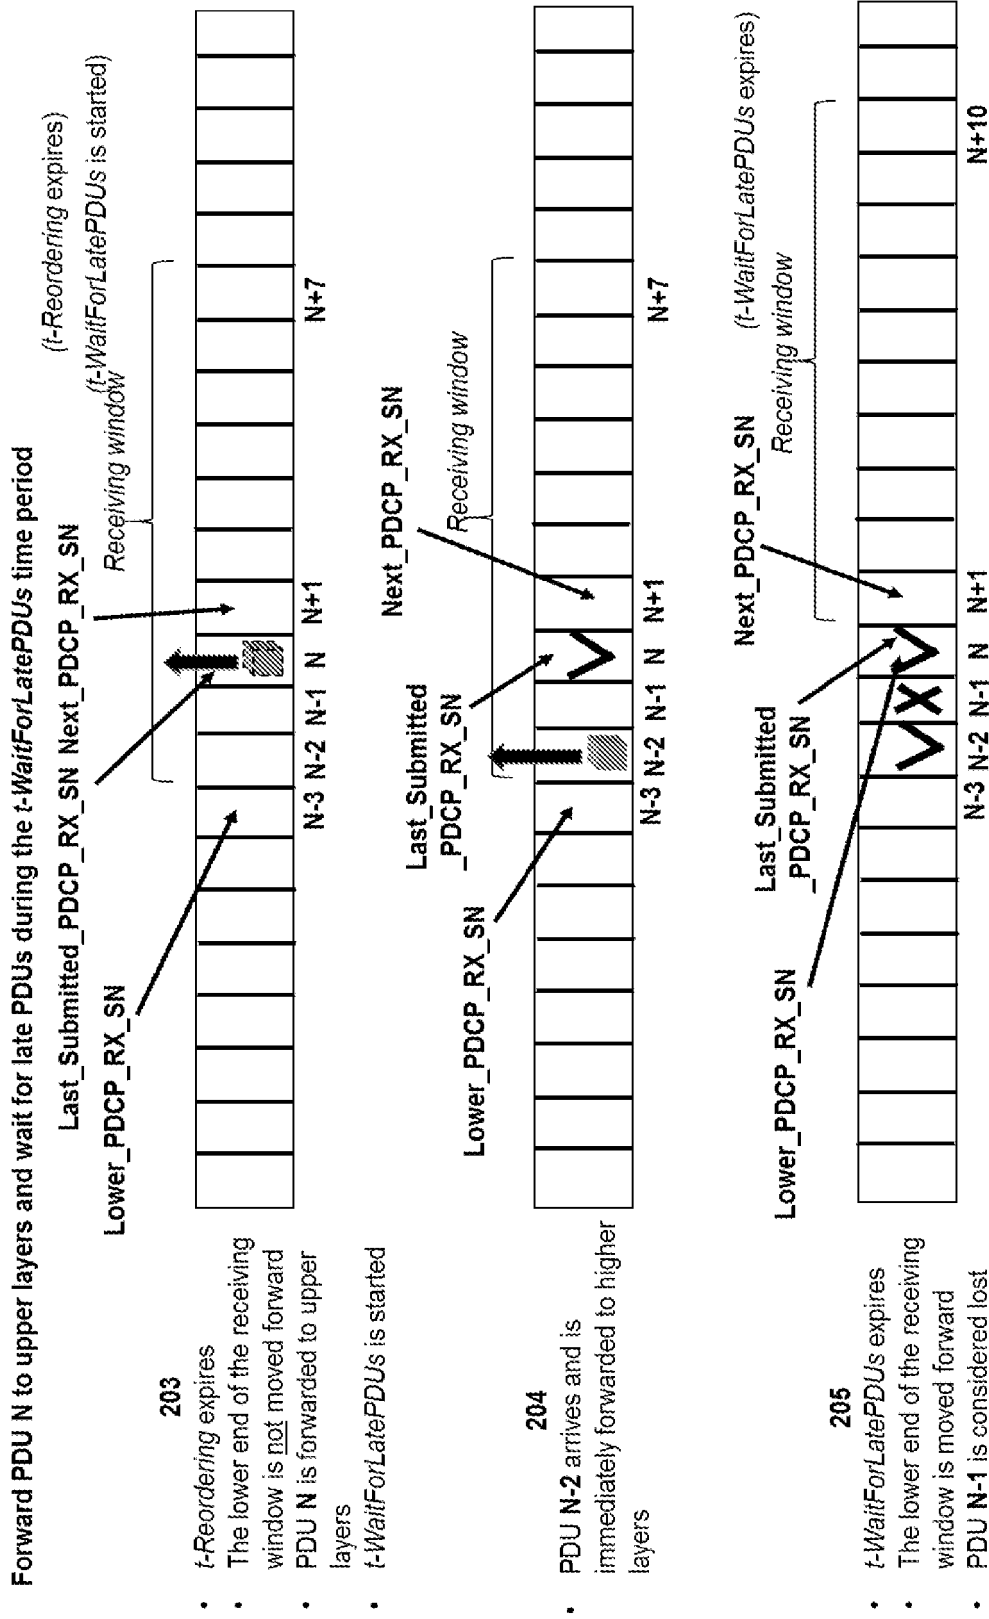 Forward PDU N to upper layers and wait for late PDUs during the t-WaitForLatePDUs time period
203
• t-Reordering expires
• The lower end of the receiving
window is not moved forward
• PDU N is forwarded to upper
layers
• t-WaitForLatePDUs is started
(t-Reordering expires)
(t-WaitForLatePDUs is started)
Last_Submitted_PDCP_RX_SN Next_PDCP_RX_SN
Receiving window
Lower_PDCP_RX_SN
N-3 N-2 N-1 N N+1 N+7
204
• PDU N-2 arrives and is
immediately forwarded to higher
layers
Next_PDCP_RX_SN
Last_Submitted
_PDCP_RX_SN
Receiving window
Lower_PDCP_RX_SN
N-3 N-2 N-1 N N+1 N+7
205
• t-WaitForLatePDUs expires
• The lower end of the receiving
window is moved forward
• PDU N-1 is considered lost
(t-WaitForLatePDUs expires)
Next_PDCP_RX_SN
Receiving window
Last_Submitted
_PDCP_RX_SN
Lower_PDCP_RX_SN
N-3 N-2 N-1 N N+1 N+10